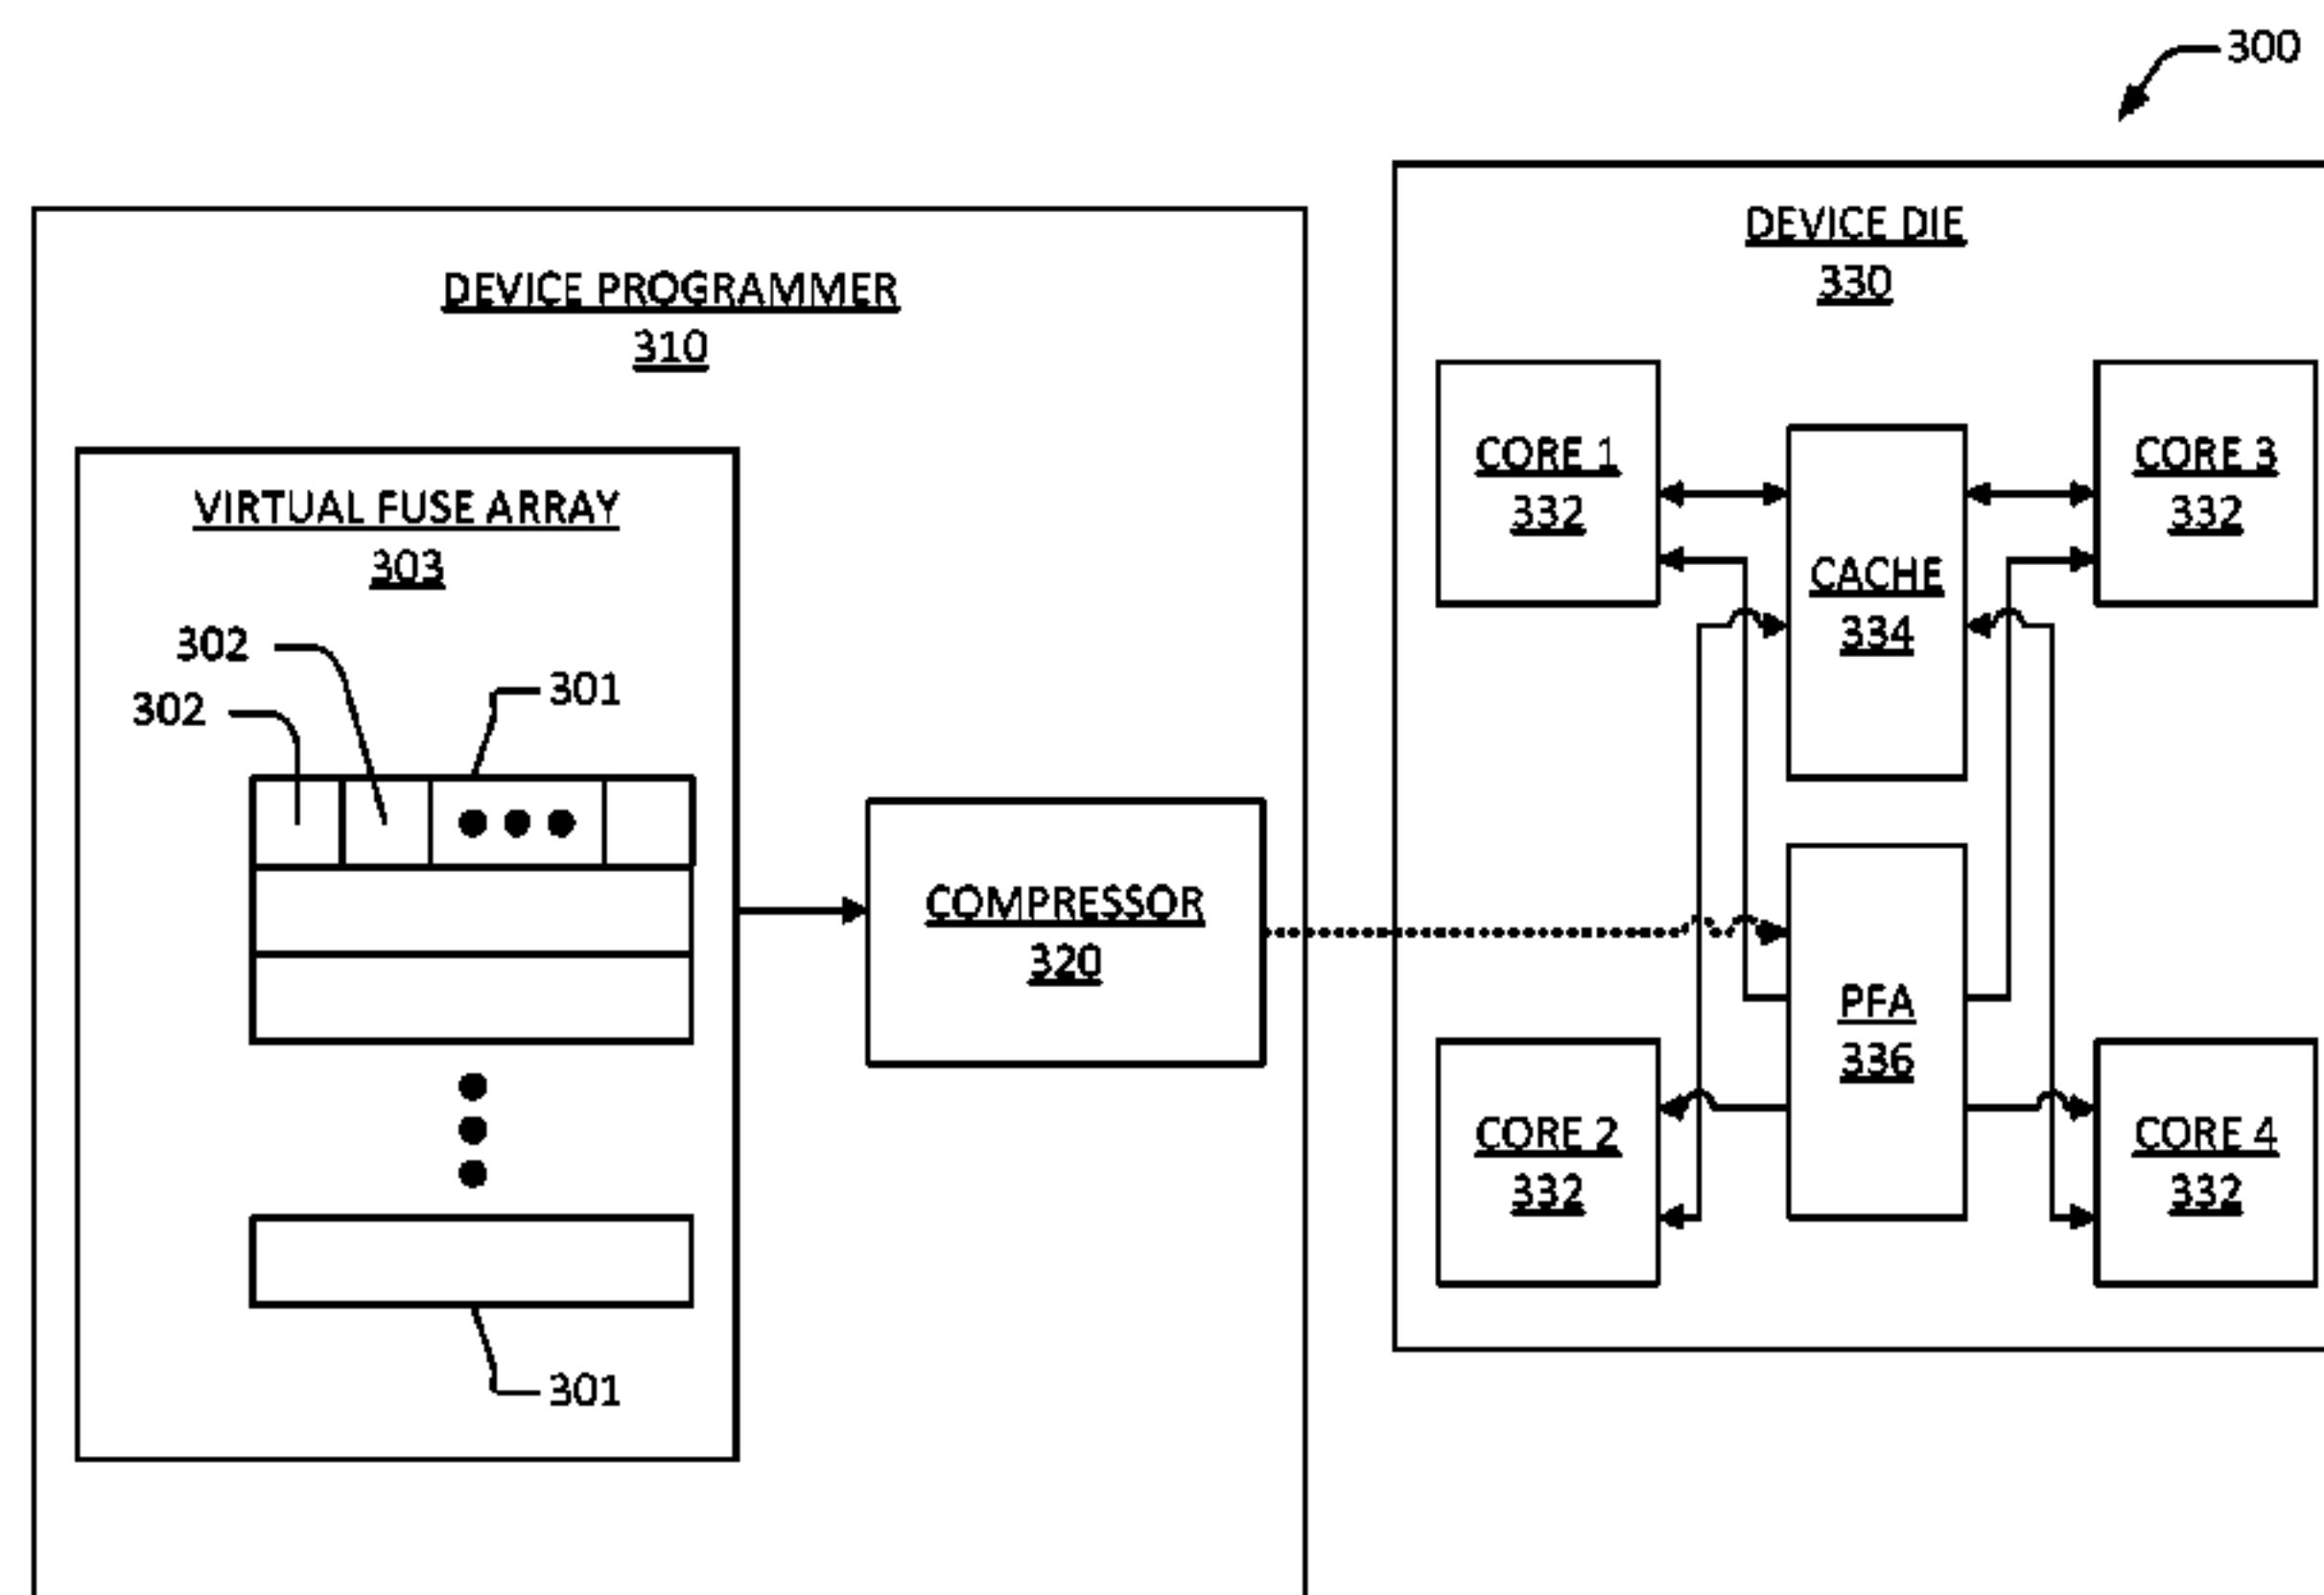 300
DEVICE PROGRAMMER
310
VIRTUAL FUSE ARRAY
303
302
302
301
301
COMPRESSOR
320
DEVICE DIE
330
CORE 1
332
CACHE
334
CORE 3
332
PFA
336
CORE 2
332
CORE 4
332